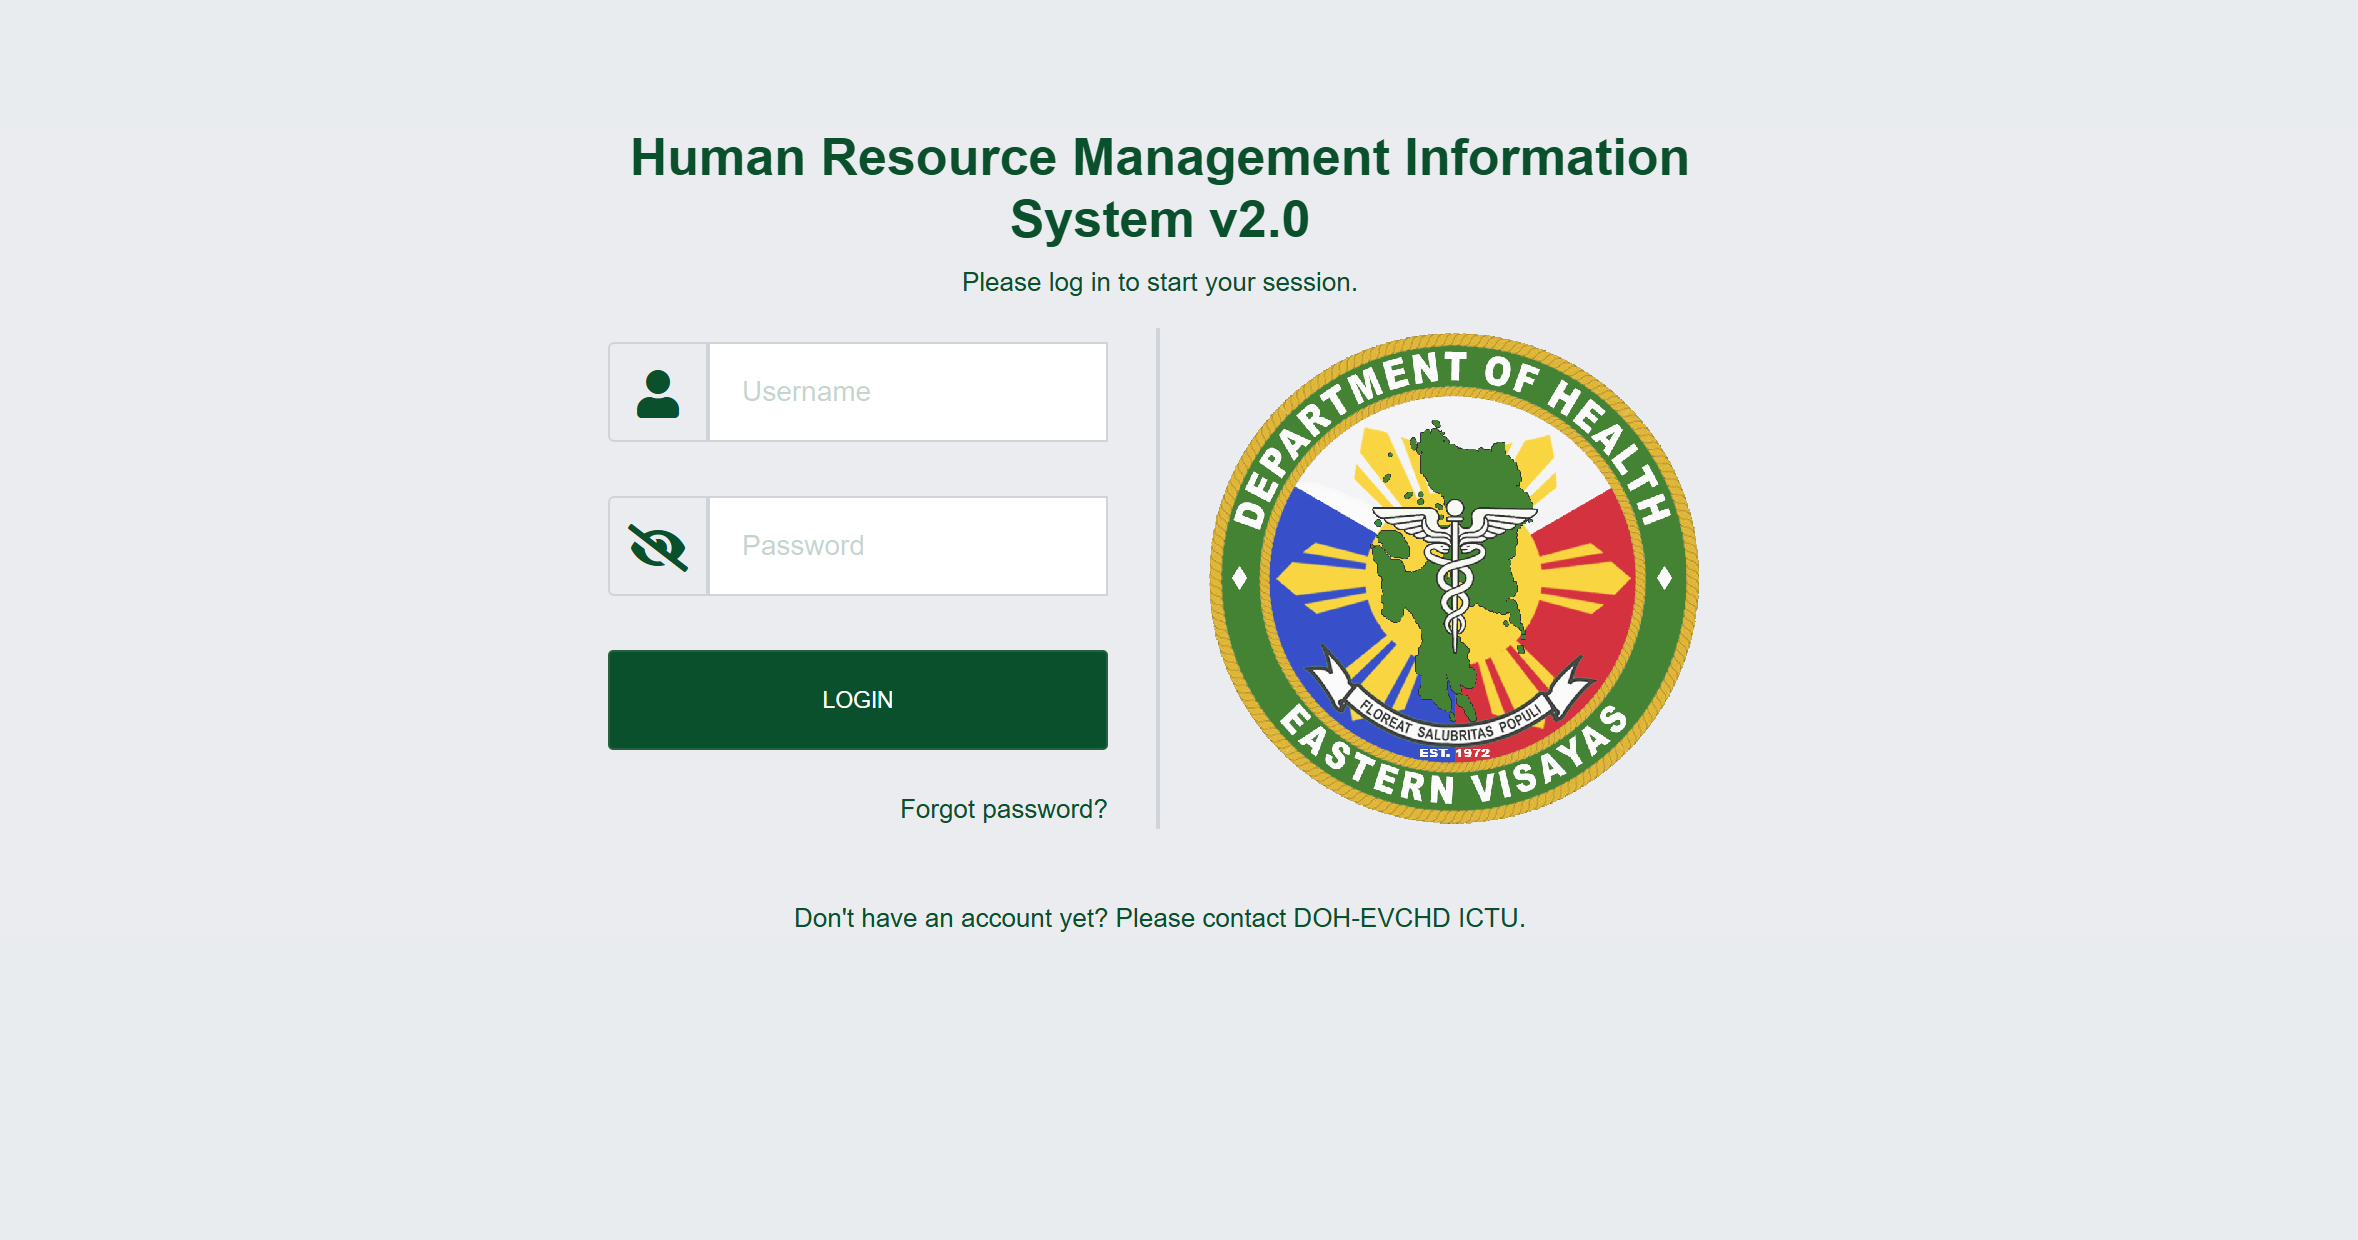 Human Resource Management Information
System v2.0
Please log in to start your session.
Username
Password
LOGIN
Forgot password?
DEPARTMENT OF HEALTH
FLOREAT SALUBRITAS POPULI
EST. 1972
EASTERN VISAYAS
Don't have an account yet? Please contact DOH-EVCHD ICTU.